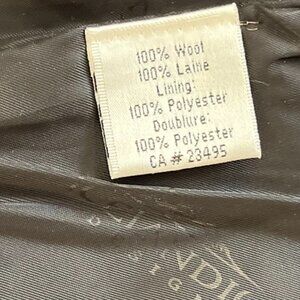 100% Wool
100% Laine
Lining:
100% Polyester
Doublure:
100% Polyester
CA # 23495